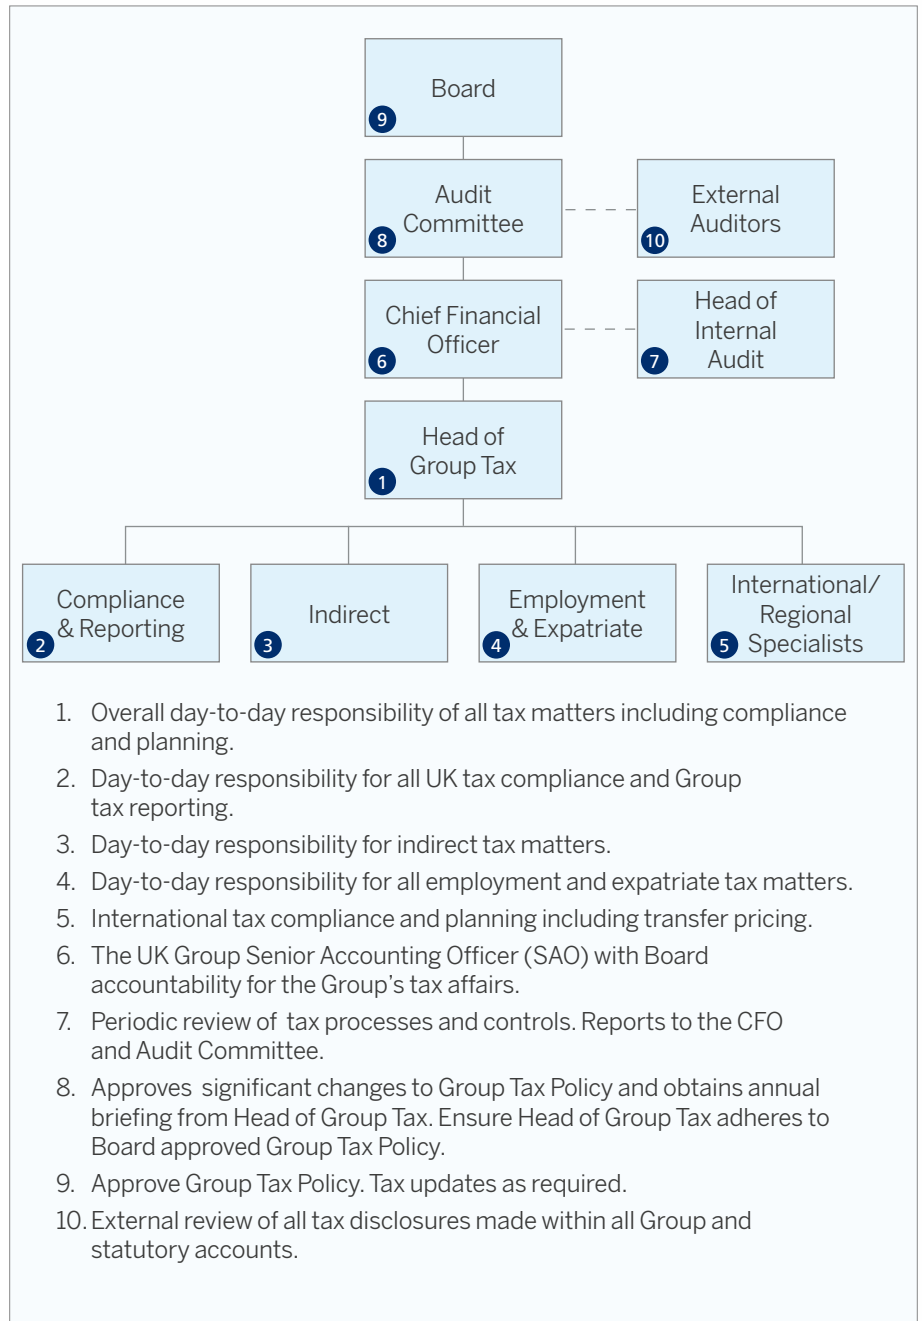 Board
9
Audit
Committee
8
External
Auditors
10
Chief Financial
Officer
6
Head of
Internal
Audit
7
Head of
Group Tax
1
Compliance
& Reporting
2
Indirect
3
Employment
& Expatriate
4
International/
Regional
Specialists
5
1. Overall day-to-day responsibility of all tax matters including compliance
and planning.
2. Day-to-day responsibility for all UK tax compliance and Group
tax reporting.
3. Day-to-day responsibility for indirect tax matters.
4. Day-to-day responsibility for all employment and expatriate tax matters.
5. International tax compliance and planning including transfer pricing.
6. The UK Group Senior Accounting Officer (SAO) with Board
accountability for the Group's tax affairs.
7. Periodic review of tax processes and controls. Reports to the CFO
and Audit Committee.
8. Approves significant changes to Group Tax Policy and obtains annual
briefing from Head of Group Tax. Ensure Head of Group Tax adheres to
Board approved Group Tax Policy.
9. Approve Group Tax Policy. Tax updates as required.
10. External review of all tax disclosures made within all Group and
statutory accounts.